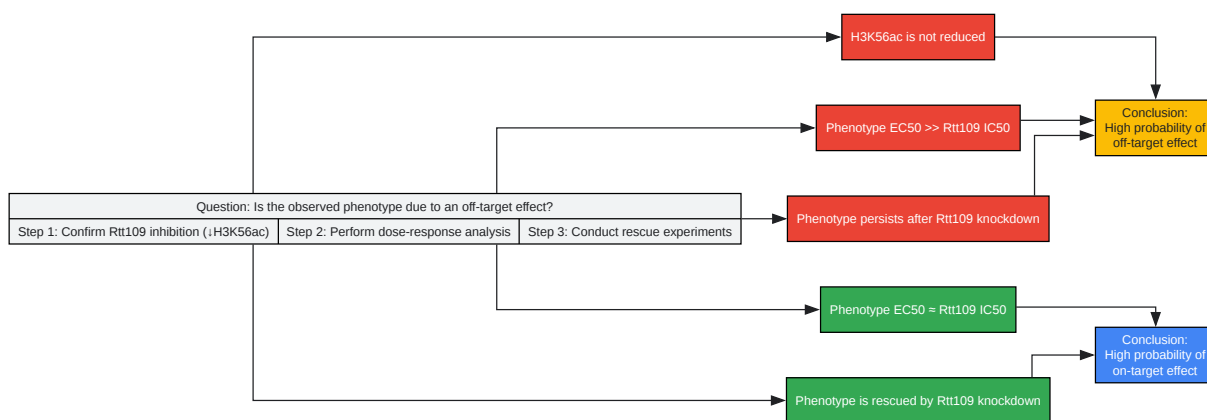 H3K56ac is not reduced
Phenotype EC50 >> Rtt109 IC50
Conclusion:
High probability of
off-target effect
Question: Is the observed phenotype due to an off-target effect?
Step 1: Confirm Rtt109 inhibition (↓H3K56ac)
Step 2: Perform dose-response analysis
Step 3: Conduct rescue experiments
Phenotype persists after Rtt109 knockdown
Phenotype EC50 ≈ Rtt109 IC50
Conclusion:
High probability of
on-target effect
Phenotype is rescued by Rtt109 knockdown